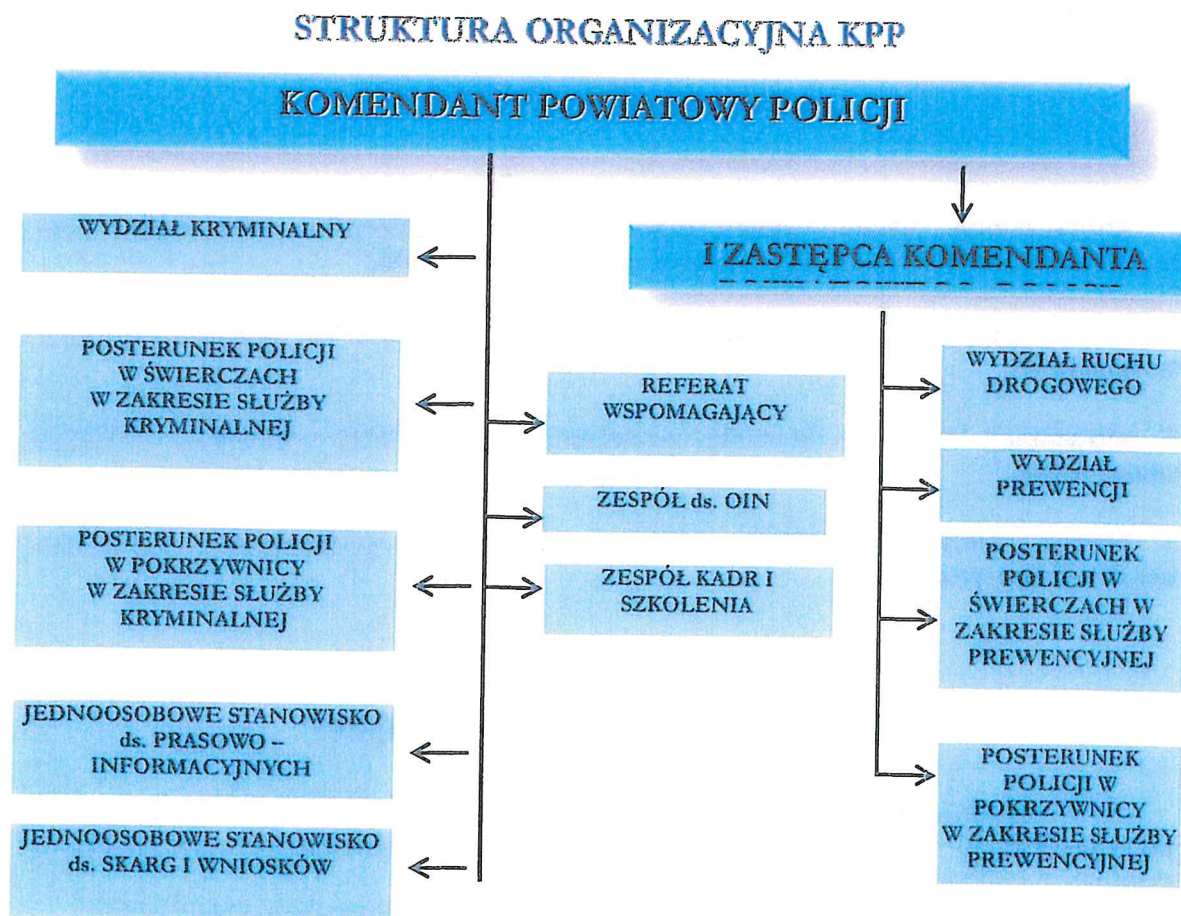 STRUKTURA ORGANIZACYJNA KPP
KOMENDANT POWIATOWY POLICJI
WYDZIAŁ KRYMINALNY
POSTERUNEK POLICJI
W ŚWIERCZACH
W ZAKRESIE SŁUŻBY
KRYMINALNEJ
POSTERUNEK POLICJI
W POKRZYWNICY
W ZAKRESIE SŁUŻBY
KRYMINALNEJ
JEDNOOSOBOWE STANOWISKO
ds. PRASOWO –
INFORMACYJNYCH
JEDNOOSOBOWE STANOWISKO
ds. SKARG I WNIOSKÓW
REFERAT
WSPOMAGAJĄCY
ZESPÓŁ ds. OIN
ZESPÓŁ KADR I
SZKOLENIA
I ZASTĘPCA KOMENDANTA
WYDZIAŁ RUCHU
DROGOWEGO
WYDZIAŁ
PREWENCJI
POSTERUNEK
POLICJI W
ŚWIERCZACH W
ZAKRESIE SŁUŻBY
PREWENCYJNEJ
POSTERUNEK
POLICJI W
POKRZYWNICY
W ZAKRESIE SŁUŻBY
PREWENCYJNEJ